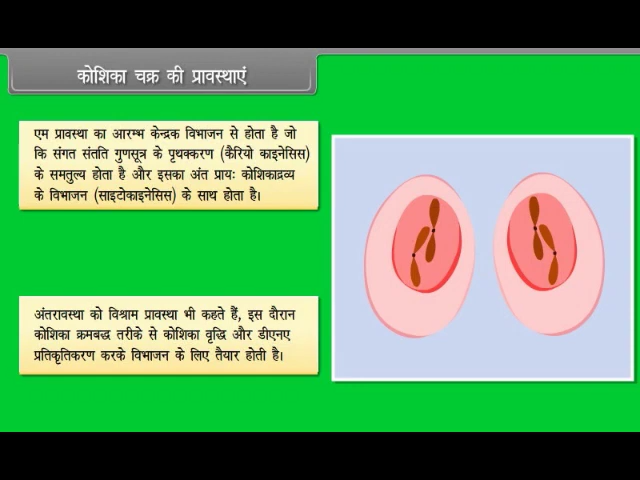 कोशिका चक्र की प्रावस्थाएं
एम प्रावस्था का आरम्भ केन्द्रक विभाजन से होता है जो
कि संगत संतति गुणसूत्र के पृथक्करण (कैरियो काइनेसिस)
के समतुल्य होता है और इसका अंत प्रायः कोशिकाद्रव्य
के विभाजन (साइटोकाइनेसिस) के साथ होता है।
अंतरावस्था को विश्राम प्रावस्था भी कहते हैं, इस दौरान
कोशिका क्रमबद्ध तरीके से कोशिका वृद्धि और डीएनए
प्रतिकृतिकरण करके विभाजन के लिए तैयार होती है।